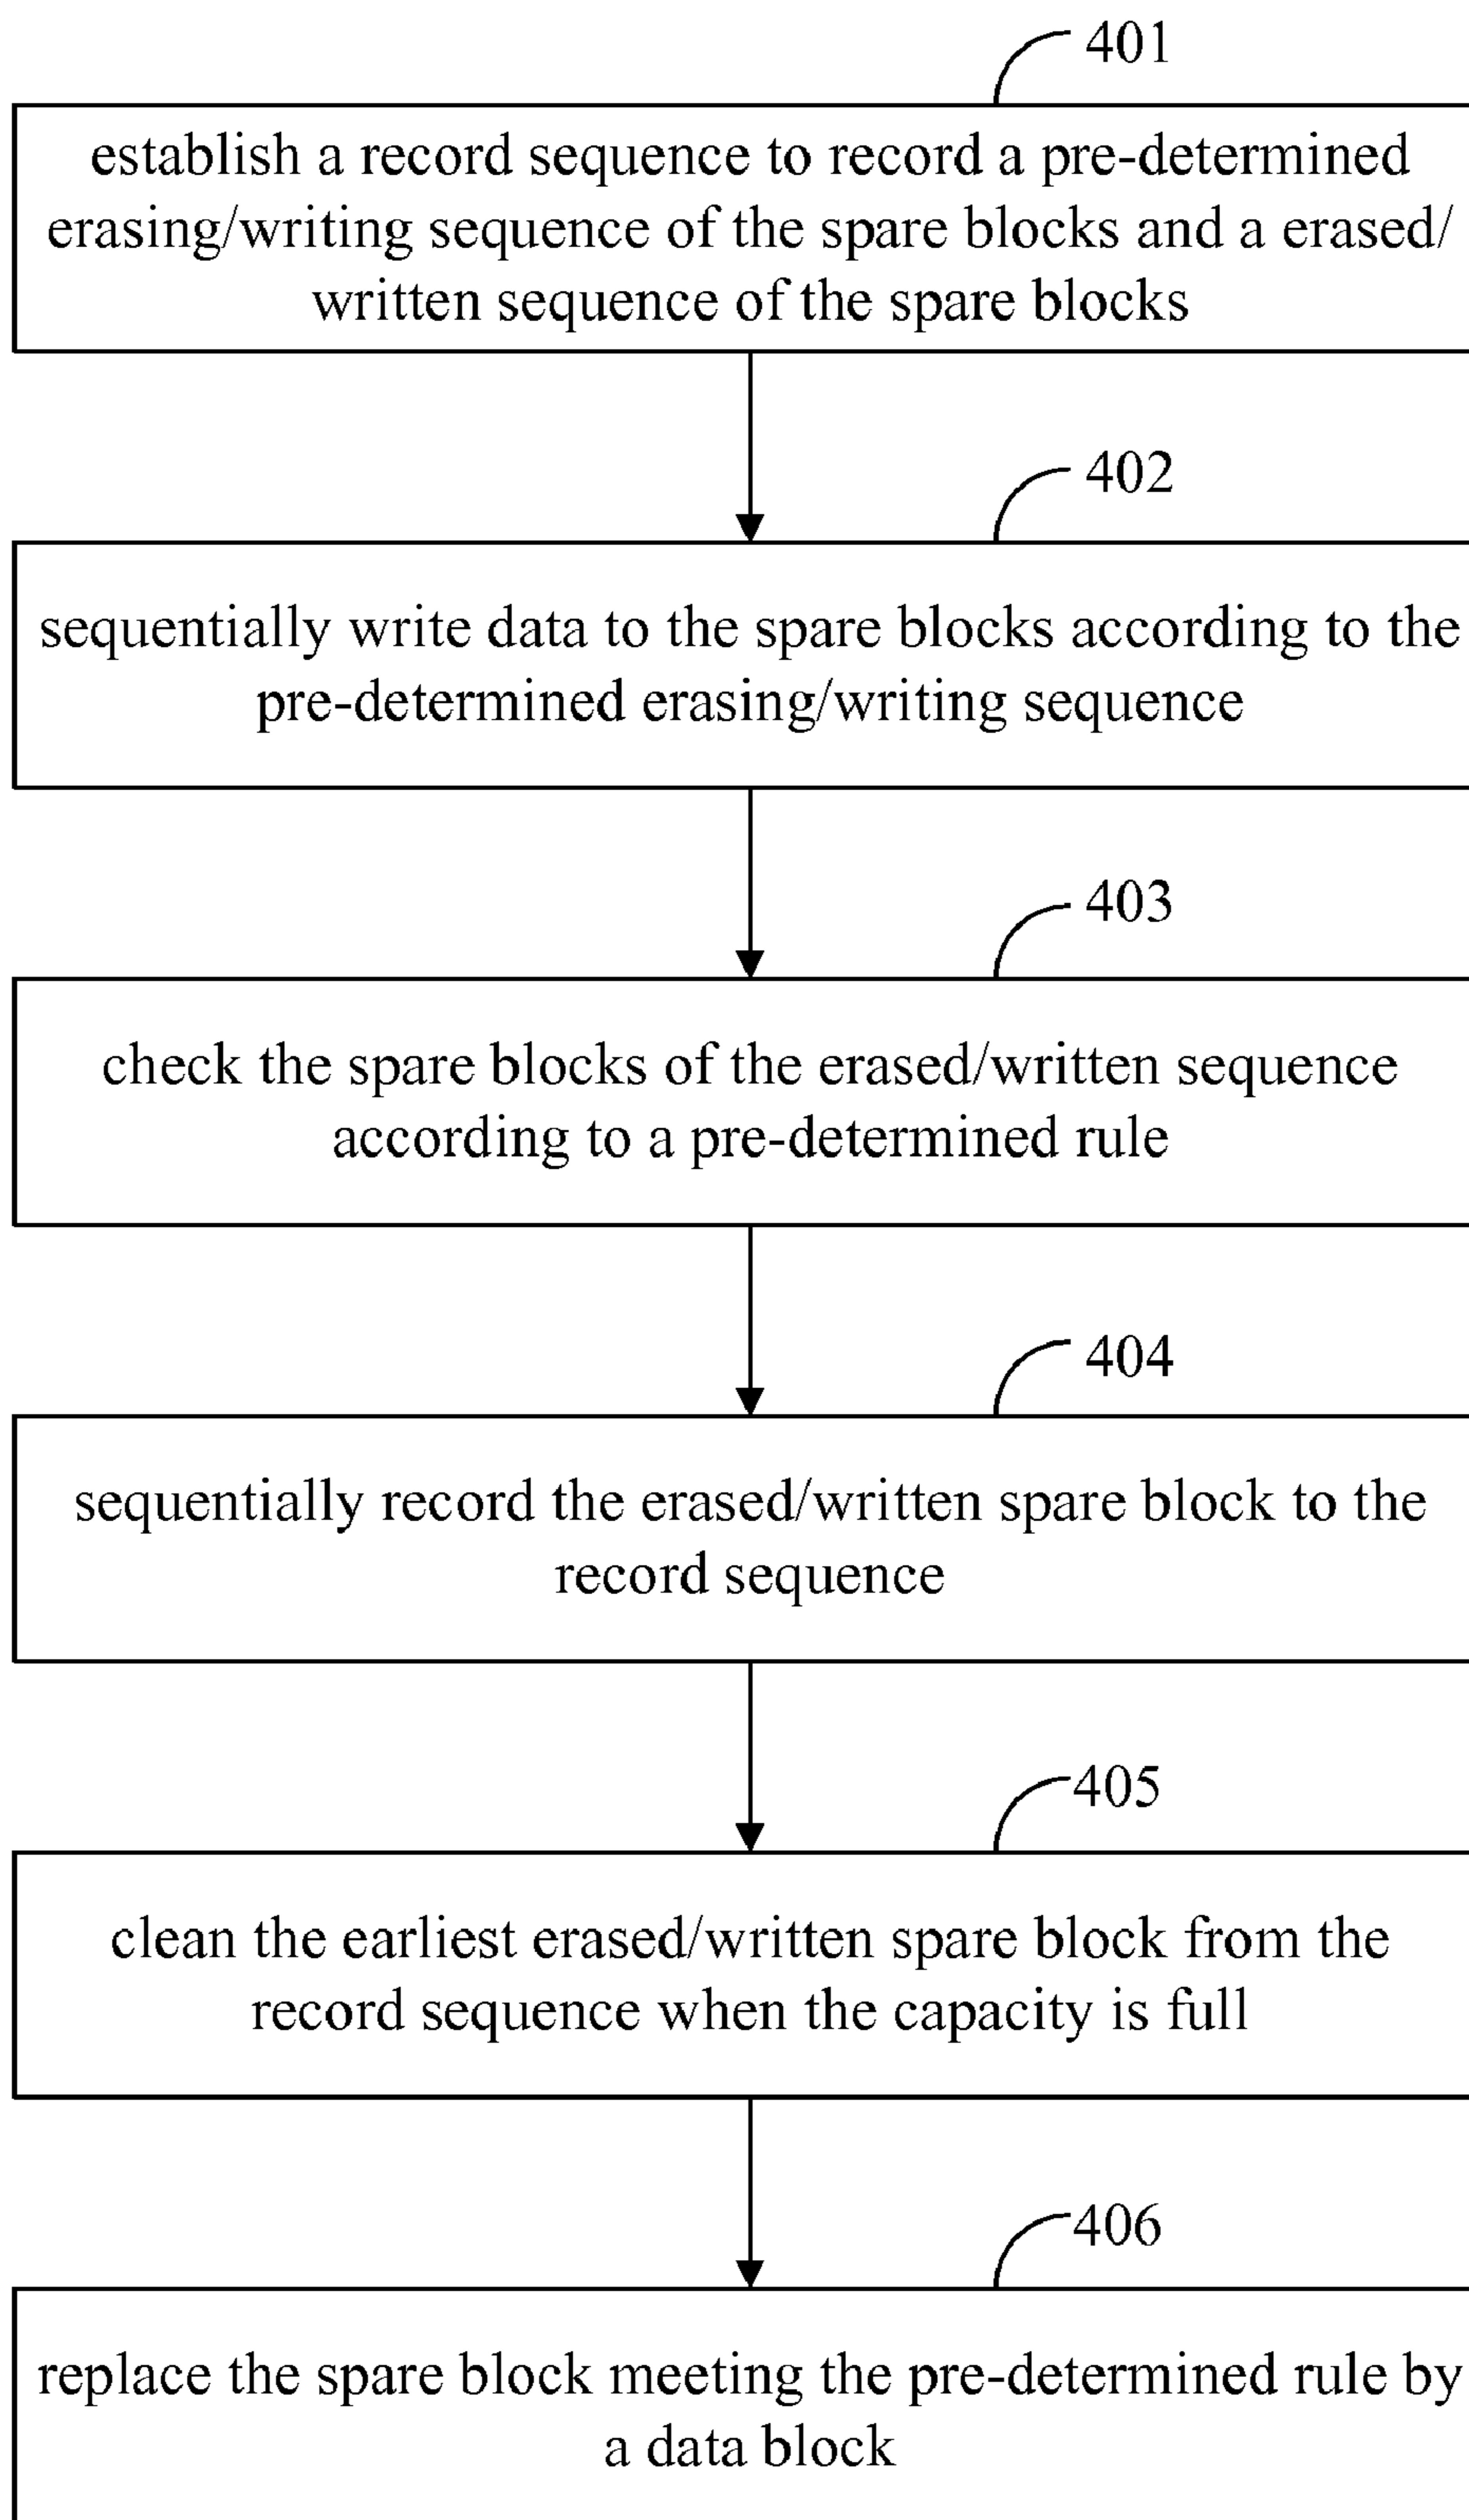 401
establish a record sequence to record a pre-determined
erasing/writing sequence of the spare blocks and a erased/
written sequence of the spare blocks
402
sequentially write data to the spare blocks according to the
pre-determined erasing/writing sequence
403
check the spare blocks of the erased/written sequence
according to a pre-determined rule
404
sequentially record the erased/written spare block to the
record sequence
405
clean the earliest erased/written spare block from the
record sequence when the capacity is full
406
replace the spare block meeting the pre-determined rule by
a data block